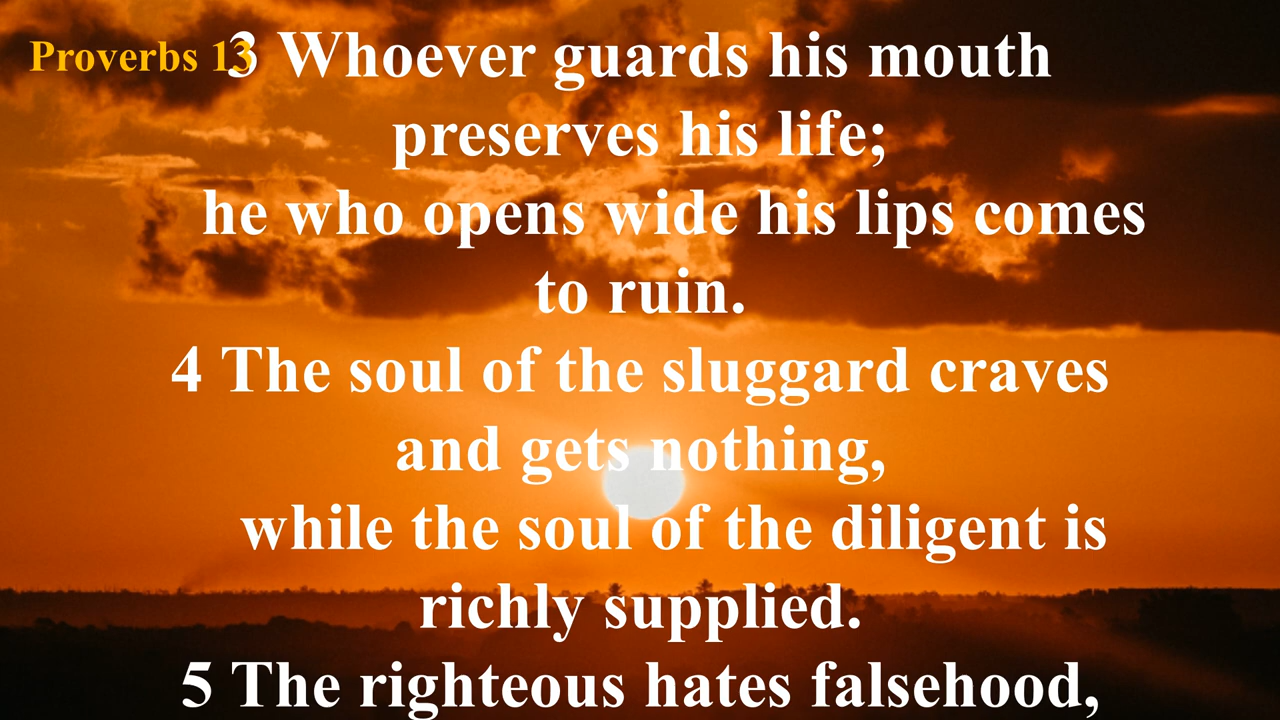 Proverbs 13
3 Whoever guards his mouth
preserves his life;
he who opens wide his lips comes
to ruin.
4 The soul of the sluggard craves
and gets nothing,
while the soul of the diligent is
richly supplied.
5 The righteous hates falsehood,